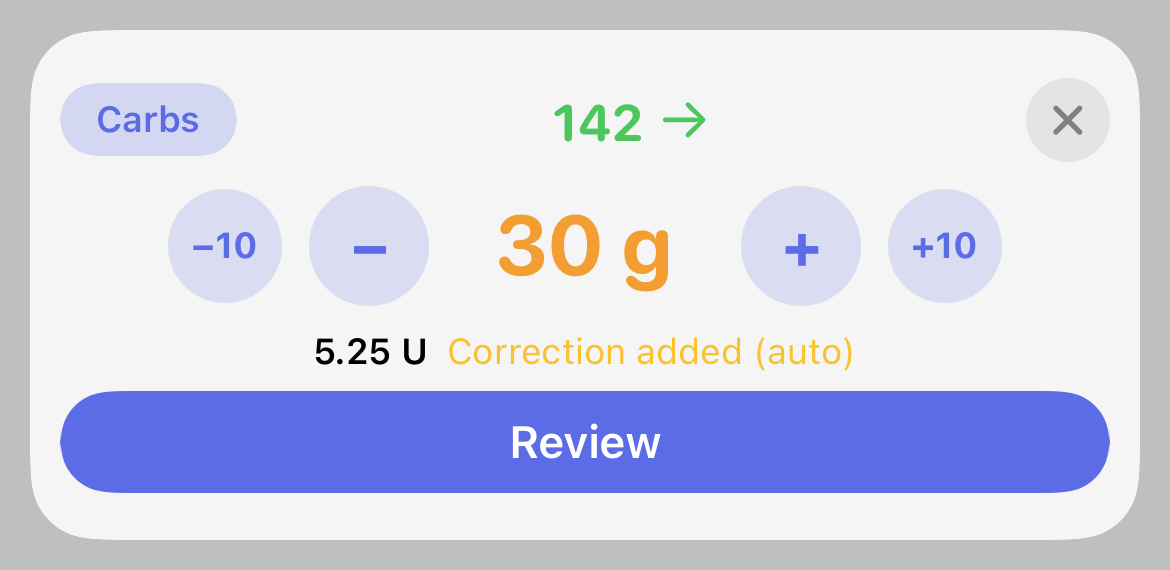 Carbs 142 →
−10 − 30 g + +10
5.25 U Correction added (auto)
Review